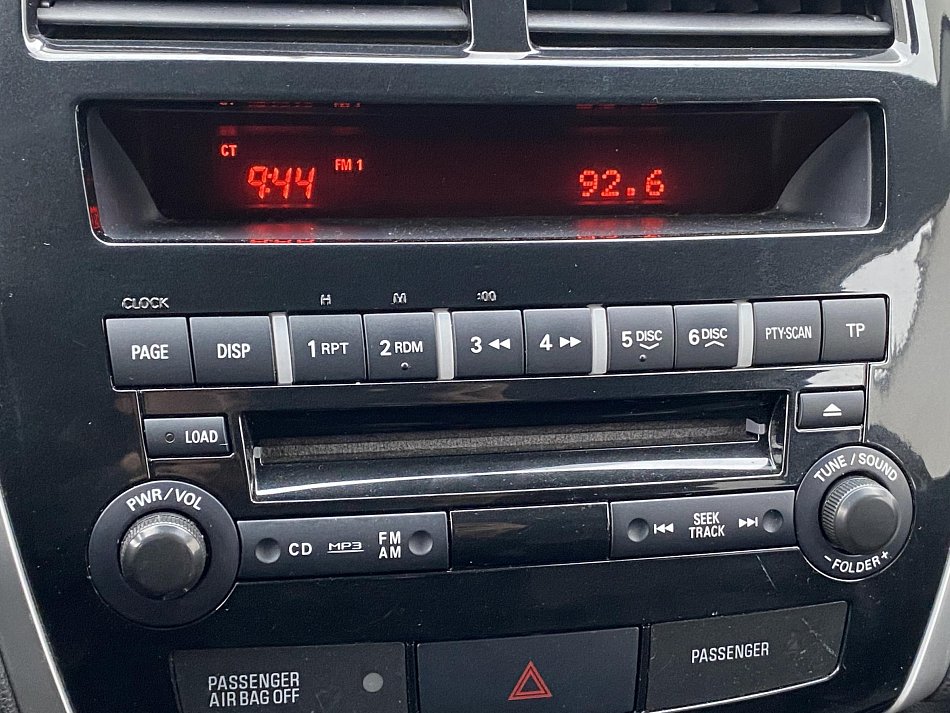 CT
9:44 FM 1 92.6
CLOCK H M :00
PAGE DISP 1 RPT 2 RDM 3 4 5 DISC 6 DISC PTY·SCAN TP
LOAD
PWR/VOL
CD MP3 FM
AM
SEEK
TRACK
TUNE / SOUND
− FOLDER +
PASSENGER
AIR BAG OFF
PASSENGER